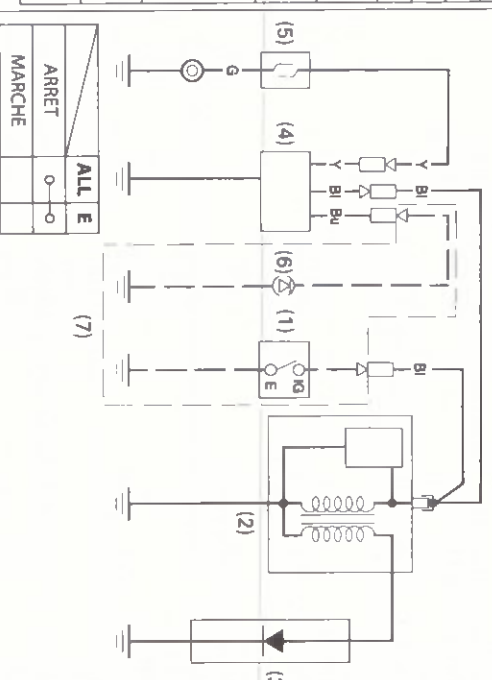 Y
Bl
Bl
Y
Bl
Bu
IG
E
(5)
(4)
(6)
(1)
(2)
G
(7)
ALL E
ARRET
MARCHE